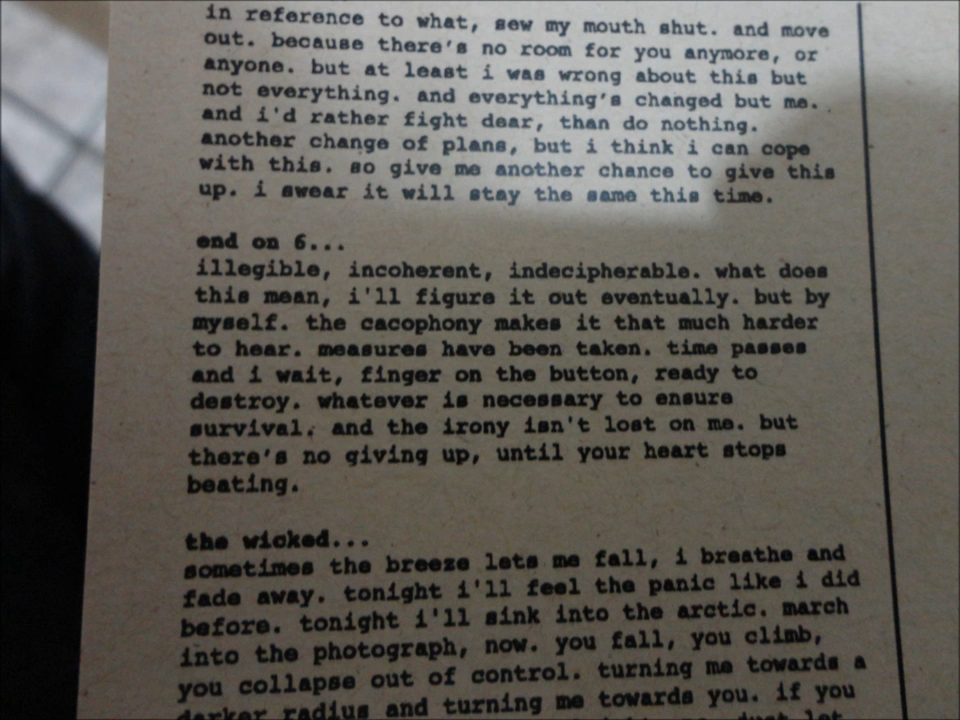 in reference to what, sew my mouth shut. and move
out. because there's no room for you anymore, or
anyone. but at least i was wrong about this but
not everything. and everything's changed but me.
and i'd rather fight dear, than do nothing.
another change of plans, but i think i can cope
with this. so give me another chance to give this
up. i swear it will stay the same this time.
end on 6...
illegible, incoherent, indecipherable. what does
this mean, i'll figure it out eventually. but by
myself. the cacophony makes it that much harder
to hear. measures have been taken. time passes
and i wait, finger on the button, ready to
destroy. whatever is necessary to ensure
survival. and the irony isn't lost on me. but
there's no giving up, until your heart stops
beating.
the wicked...
sometimes the breeze lets me fall, i breathe and
fade away. tonight i'll feel the panic like i did
before. tonight i'll sink into the arctic. march
into the photograph, now. you fall, you climb,
you collapse out of control. turning me towards a
darker radius and turning me towards you. if you
just let